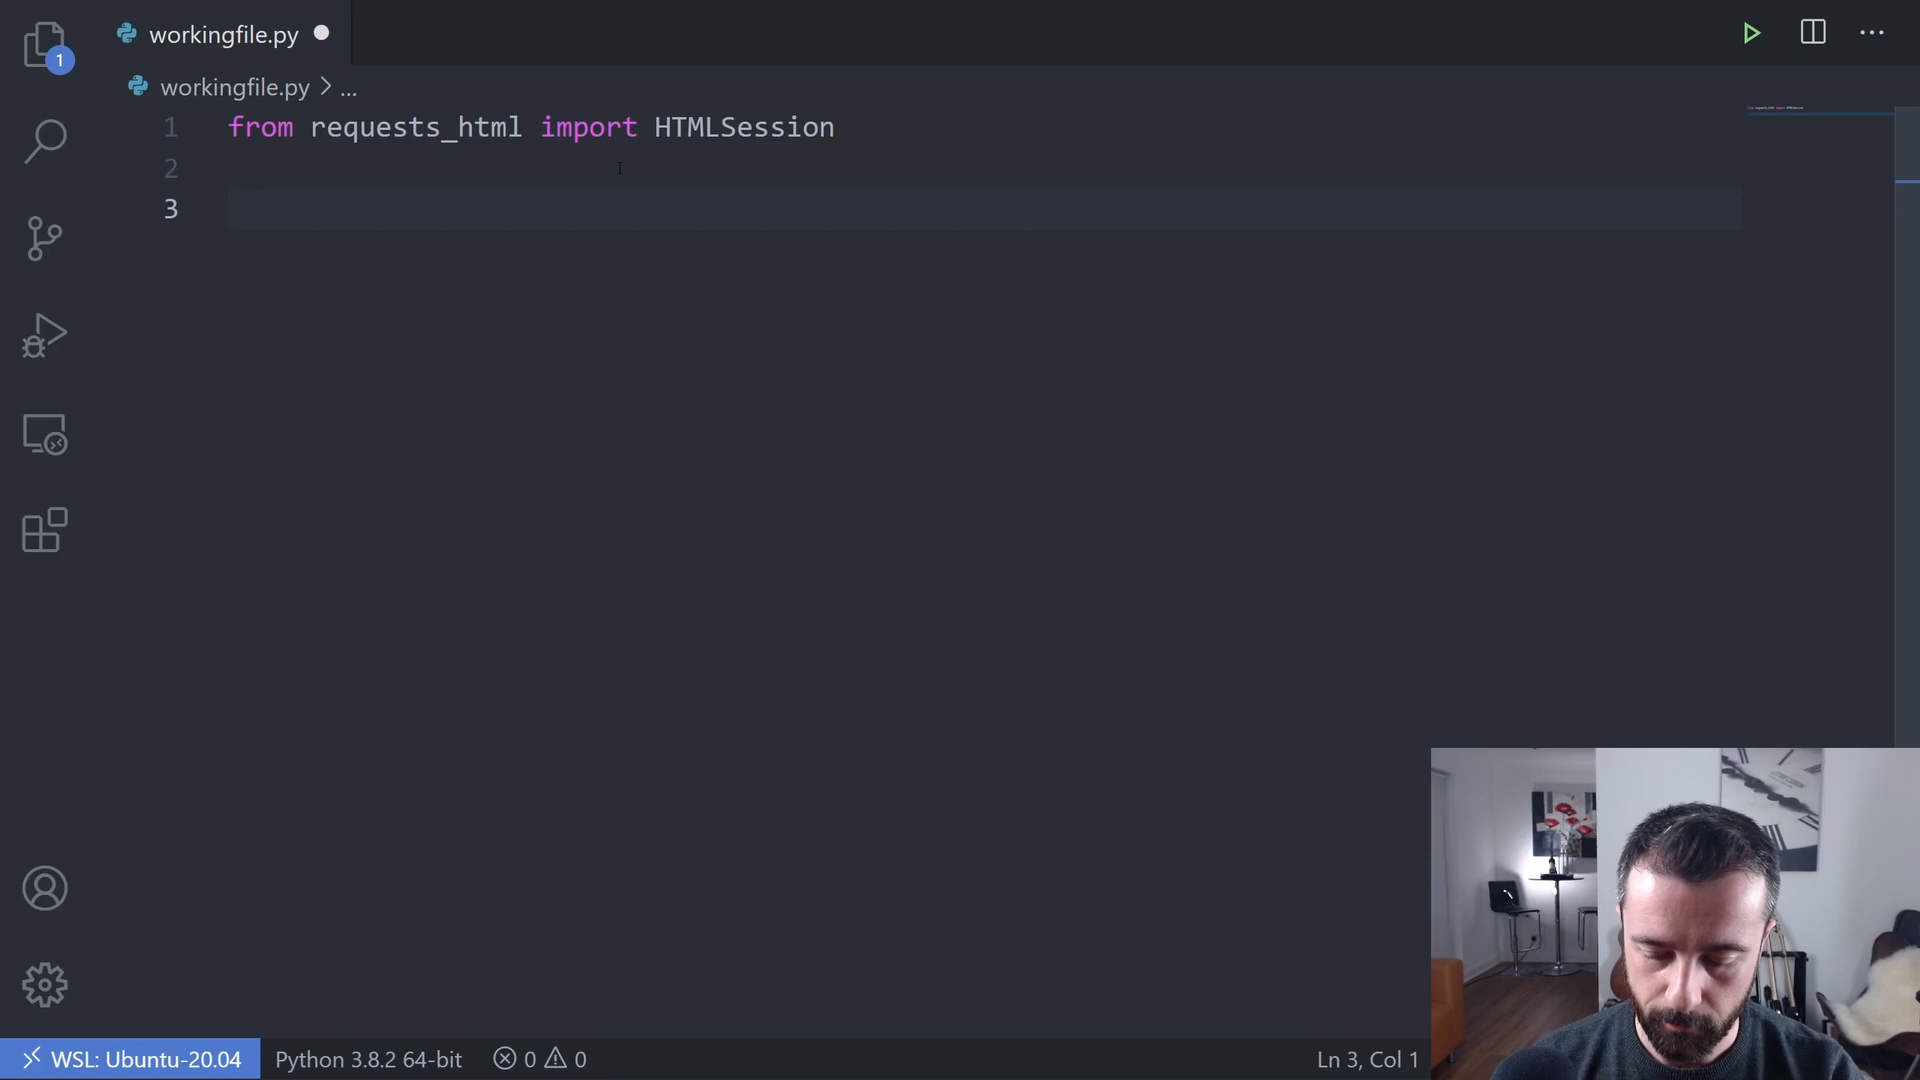 workingfile.py
1
workingfile.py > ...
1 from requests_html import HTMLSession
2
3
WSL: Ubuntu-20.04 Python 3.8.2 64-bit 0 0 Ln 3, Col 1